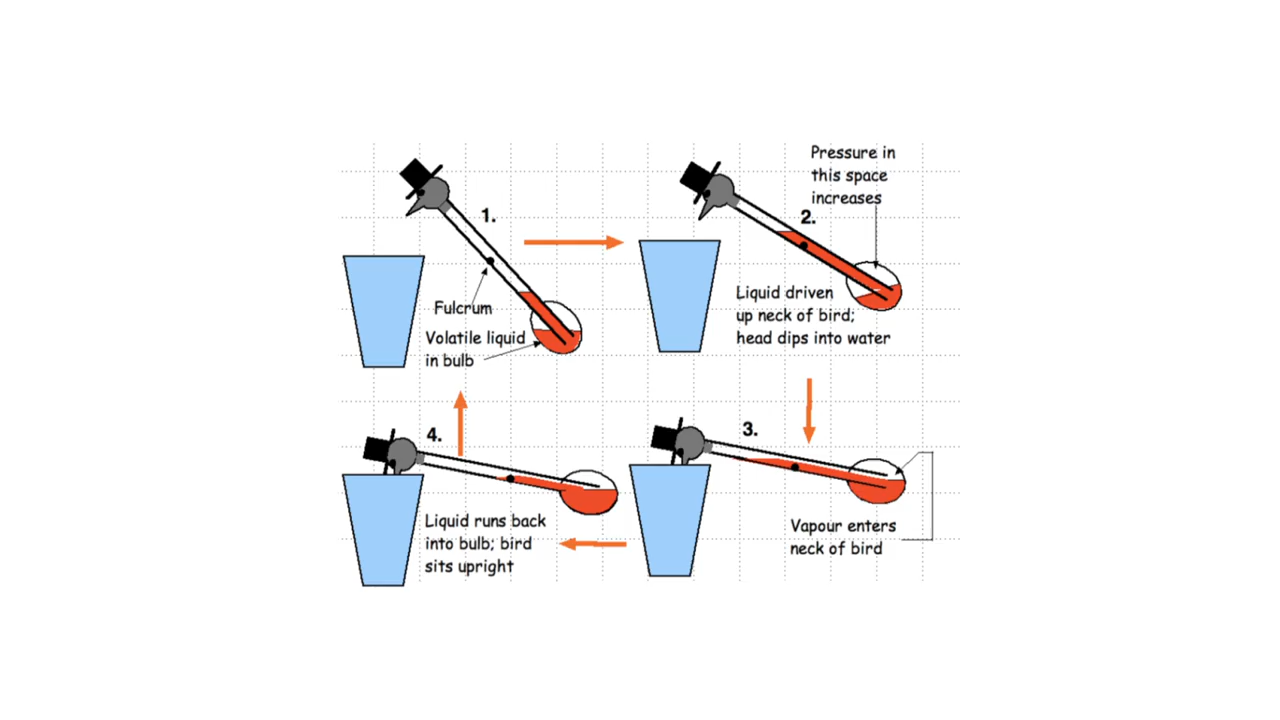 1.
Fulcrum
Volatile liquid
in bulb
Pressure in
this space
increases
2.
Liquid driven
up neck of bird;
head dips into water
3.
Vapour enters
neck of bird
4.
Liquid runs back
into bulb; bird
sits upright